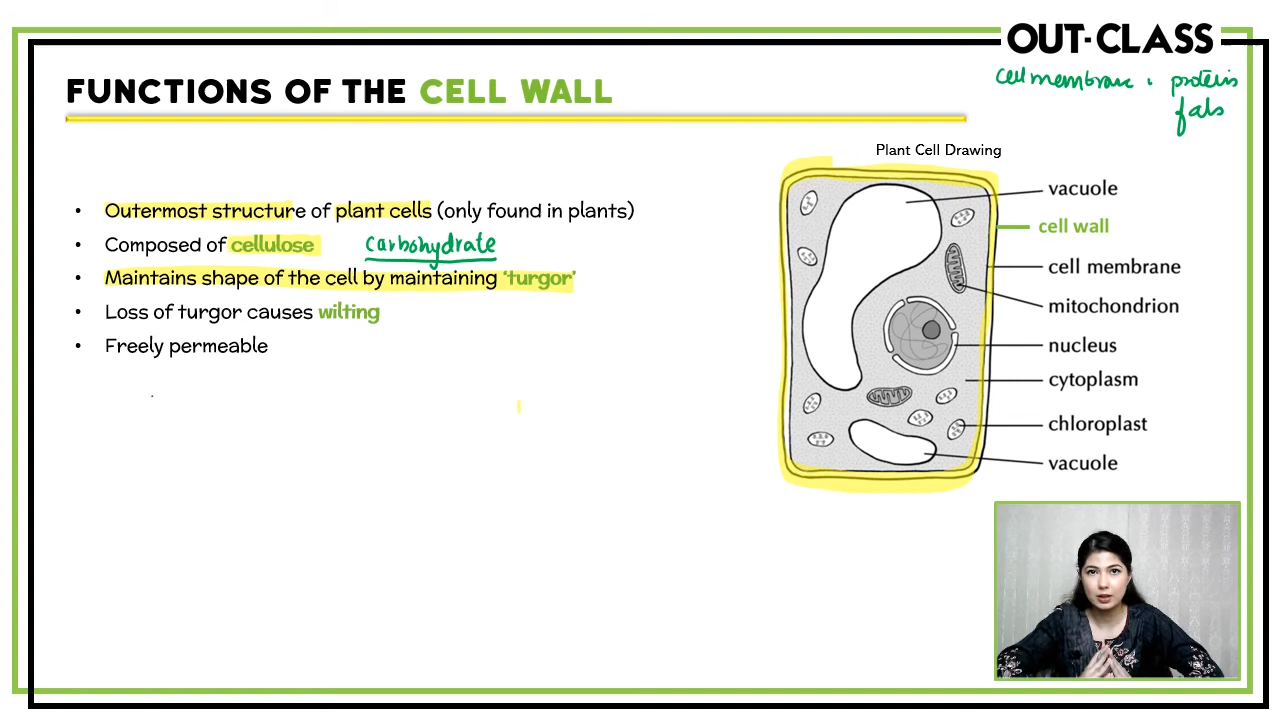 OUT-CLASS
cell membrane : proteins
fats
FUNCTIONS OF THE CELL WALL
Plant Cell Drawing
• Outermost structure of plant cells (only found in plants)
• Composed of cellulose carbohydrate
• Maintains shape of the cell by maintaining 'turgor'
• Loss of turgor causes wilting
• Freely permeable
vacuole
cell wall
cell membrane
mitochondrion
nucleus
cytoplasm
chloroplast
vacuole